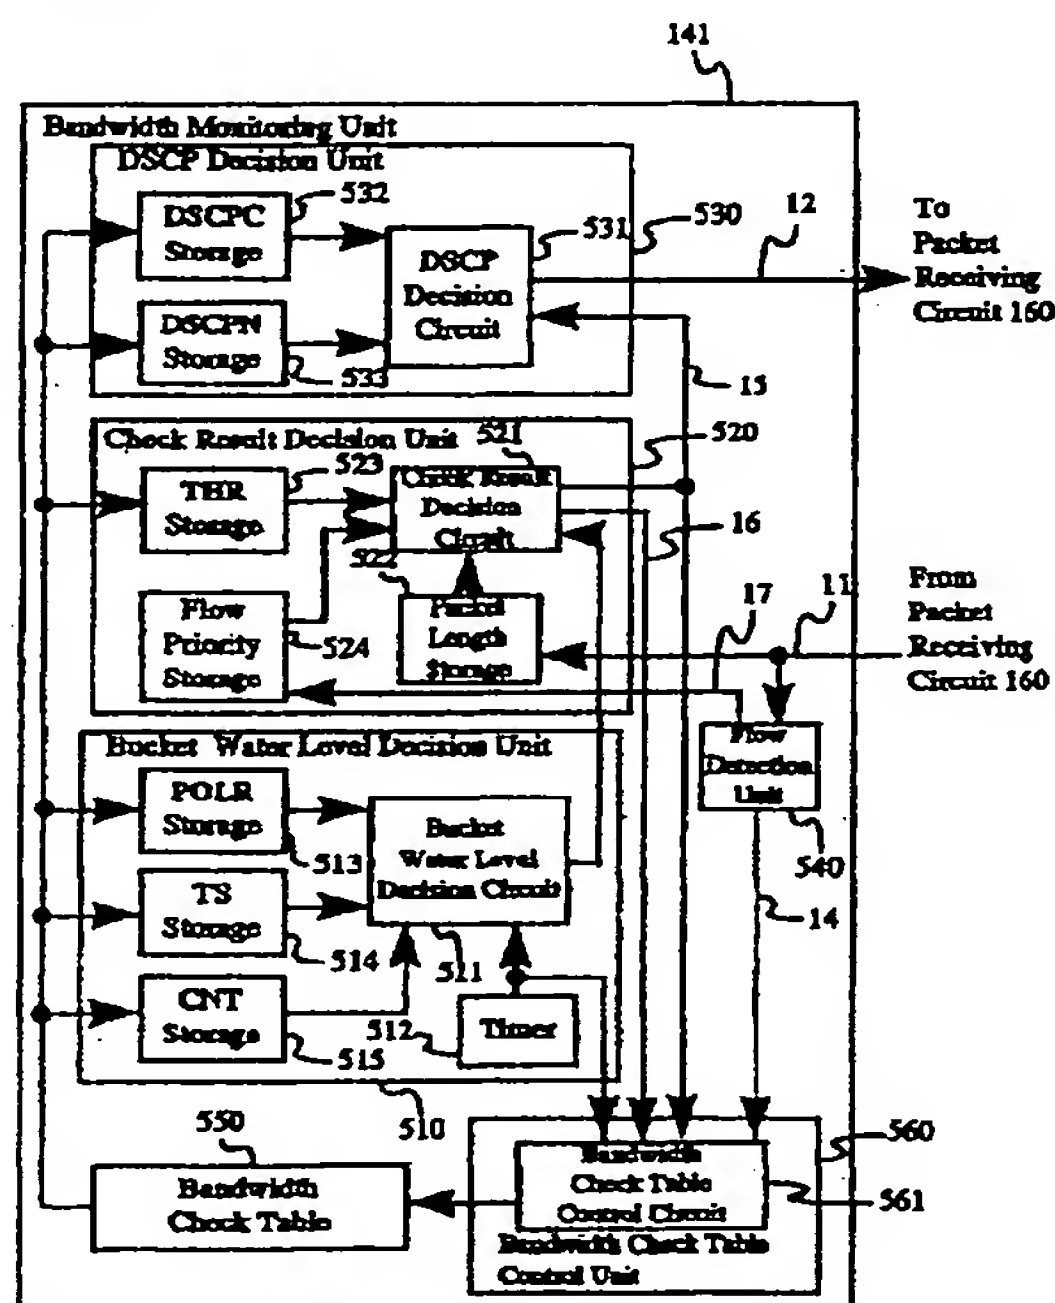 141
Bandwidth Monitoring Unit
DSCP Decision Unit
DSCPC
Storage
532
DSCP
Decision
Circuit
531
530
12
To
Packet
Receiving
Circuit 160
DSCPN
Storage
533
15
Check Result Decision Unit
521
520
THR
Storage
523
Check Result
Decision
Circuit
16
522
Flow
Priority
Storage
524
Packet
Length
Storage
17
11
From
Packet
Receiving
Circuit 160
Bucket Water Level Decision Unit
Flow
Detection
Unit
540
POLR
Storage
513
Bucket
Water Level
Decision Circuit
511
TS
Storage
514
14
CNT
Storage
515
512
Timer
510
550
Bandwidth
Check Table
560
Bandwidth
Check Table
Control Circuit
561
Bandwidth Check Table
Control Unit